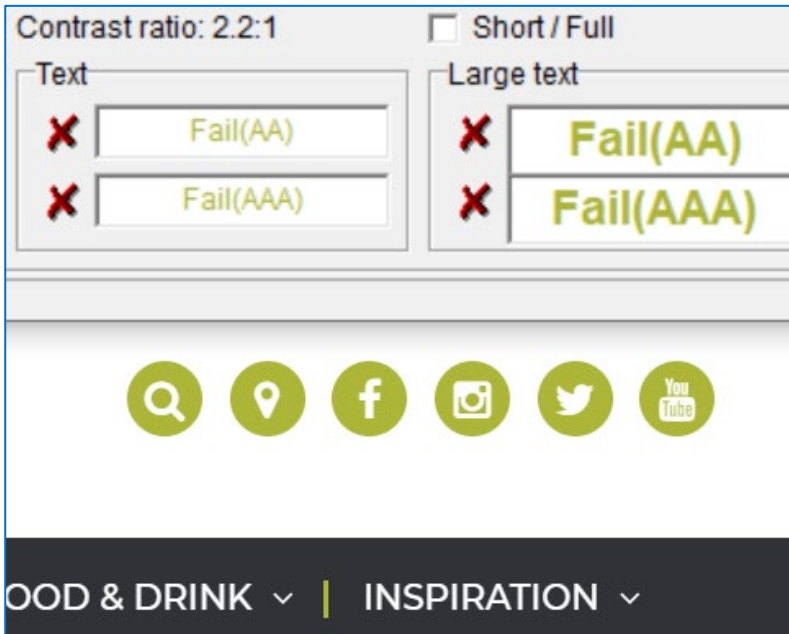 Contrast ratio: 2.2:1 Short / Full
Text Large text
Fail(AA) Fail(AA)
Fail(AAA) Fail(AAA)
You
Tube
OOD & DRINK | INSPIRATION